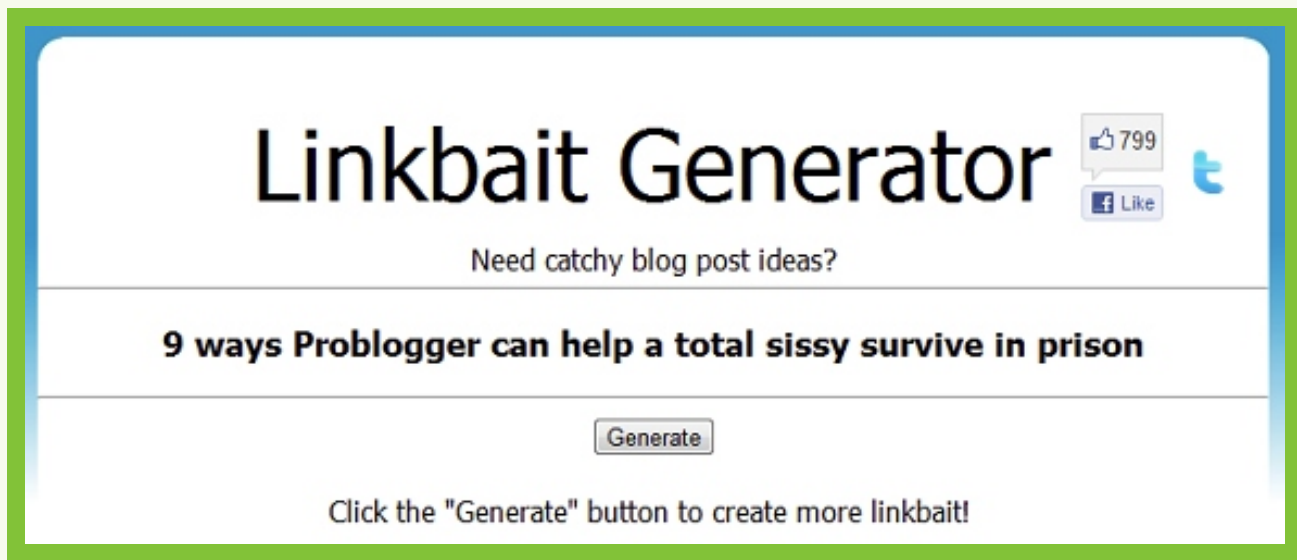 Linkbait Generator
799
Like
Need catchy blog post ideas?
9 ways Problogger can help a total sissy survive in prison
Generate
Click the "Generate" button to create more linkbait!